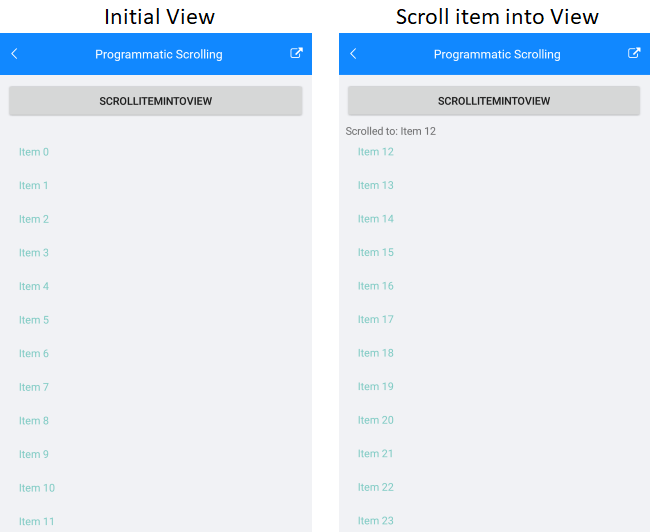 Initial View
Programmatic Scrolling
SCROLLITEMINTOVIEW
Item 0
Item 1
Item 2
Item 3
Item 4
Item 5
Item 6
Item 7
Item 8
Item 9
Item 10
Item 11
Scroll item into View
Programmatic Scrolling
SCROLLITEMINTOVIEW
Scrolled to: Item 12
Item 12
Item 13
Item 14
Item 15
Item 16
Item 17
Item 18
Item 19
Item 20
Item 21
Item 22
Item 23